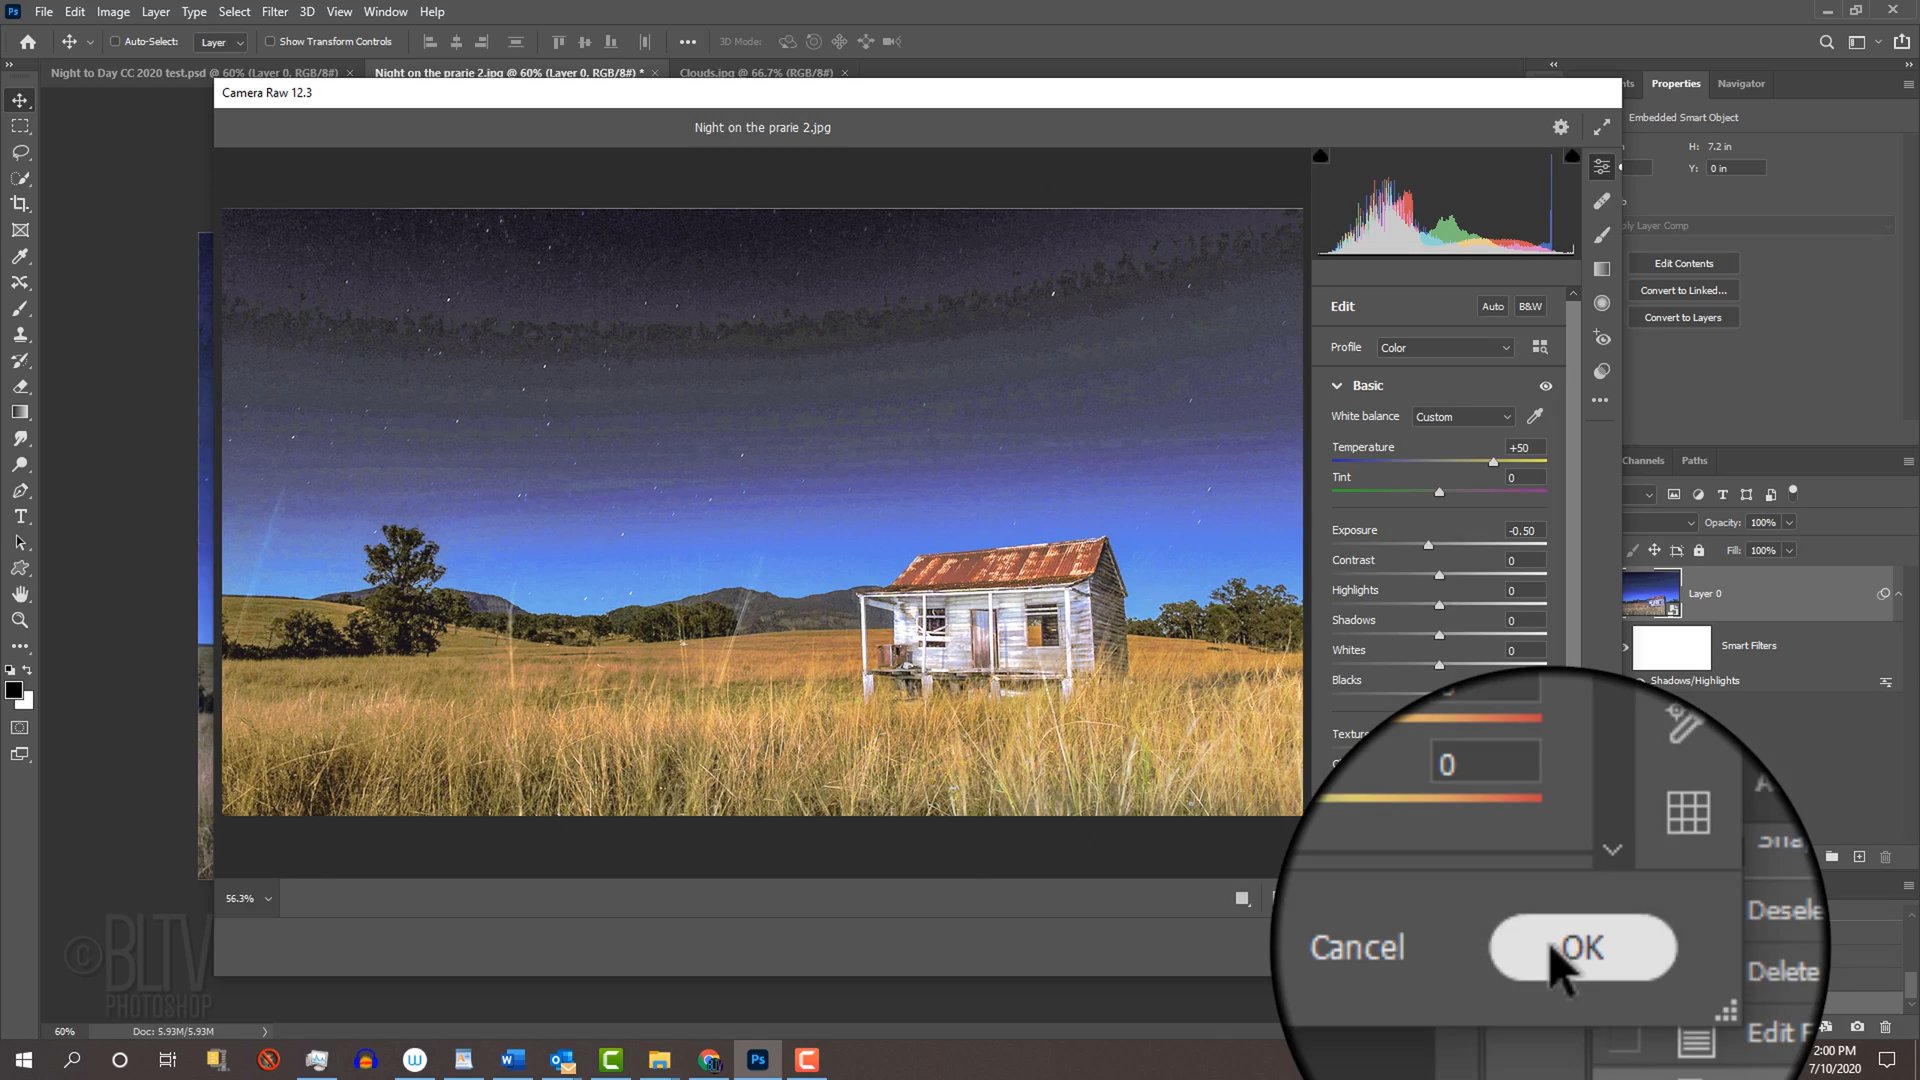 Ps File Edit Image Layer Type Select Filter 3D View Window Help
Auto-Select: Layer Show Transform Controls 3D Mode:
Night to Day CC 2020 test.psd @ 60% (Layer 0, RGB/8#) × Night on the prarie 2.jpg @ 60% (Layer 0, RGB/8#) * × Clouds.jpg @ 66.7% (RGB/8#) ×
Properties Navigator
Camera Raw 12.3
Night on the prarie 2.jpg
Embedded Smart Object
H: 7.2 in
Y: 0 in
Layer Comp
Edit Contents
Convert to Linked...
Convert to Layers
Edit Auto B&W
Profile Color
Basic
White balance Custom
Temperature +50
Tint 0
Exposure -0.50
Contrast 0
Highlights 0
Shadows 0
Whites 0
Blacks
Channels Paths
Opacity: 100%
Fill: 100%
Layer 0
Smart Filters
Shadows/Highlights
0
Cancel OK
Delete
56.3%
©BLTV
PHOTOSHOP
60% Doc: 5.93M/5.93M
2:00 PM
7/10/2020